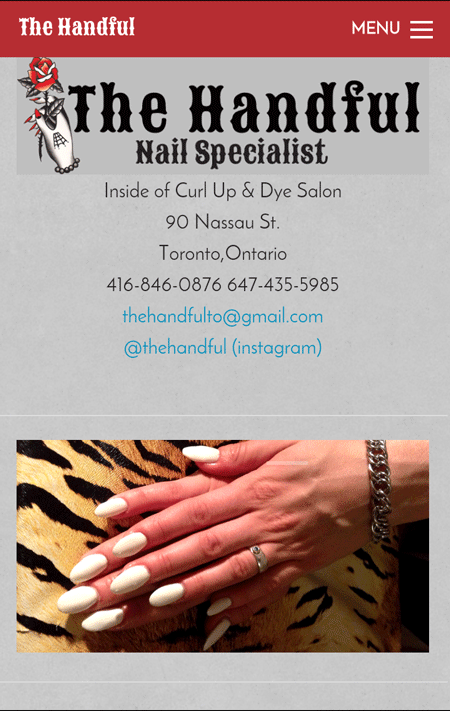 The Handful
MENU
The Handful
Nail Specialist
Inside of Curl Up & Dye Salon
90 Nassau St.
Toronto,Ontario
416-846-0876 647-435-5985
thehandfulto@gmail.com
@thehandful (instagram)